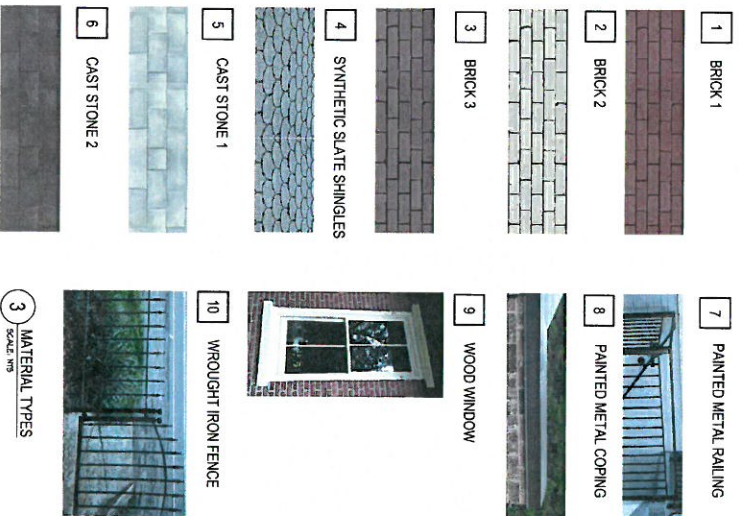 1 BRICK 1
2 BRICK 2
3 BRICK 3
4 SYNTHETIC SLATE SHINGLES
5 CAST STONE 1
6 CAST STONE 2
7 PAINTED METAL RAILING
8 PAINTED METAL COPING
9 WOOD WINDOW
10 WROUGHT IRON FENCE
3 MATERIAL TYPES
SCALE: NTS